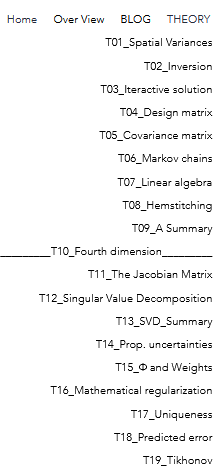 Home Over View BLOG THEORY
T01_Spatial Variances
T02_Inversion
T03_Iteractive solution
T04_Design matrix
T05_Covariance matrix
T06_Markov chains
T07_Linear algebra
T08_Hemstitching
T09_A Summary
_________T10_Fourth dimension_________
T11_The Jacobian Matrix
T12_Singular Value Decomposition
T13_SVD_Summary
T14_Prop. uncertainties
T15_Φ and Weights
T16_Mathematical regularization
T17_Uniqueness
T18_Predicted error
T19_Tikhonov